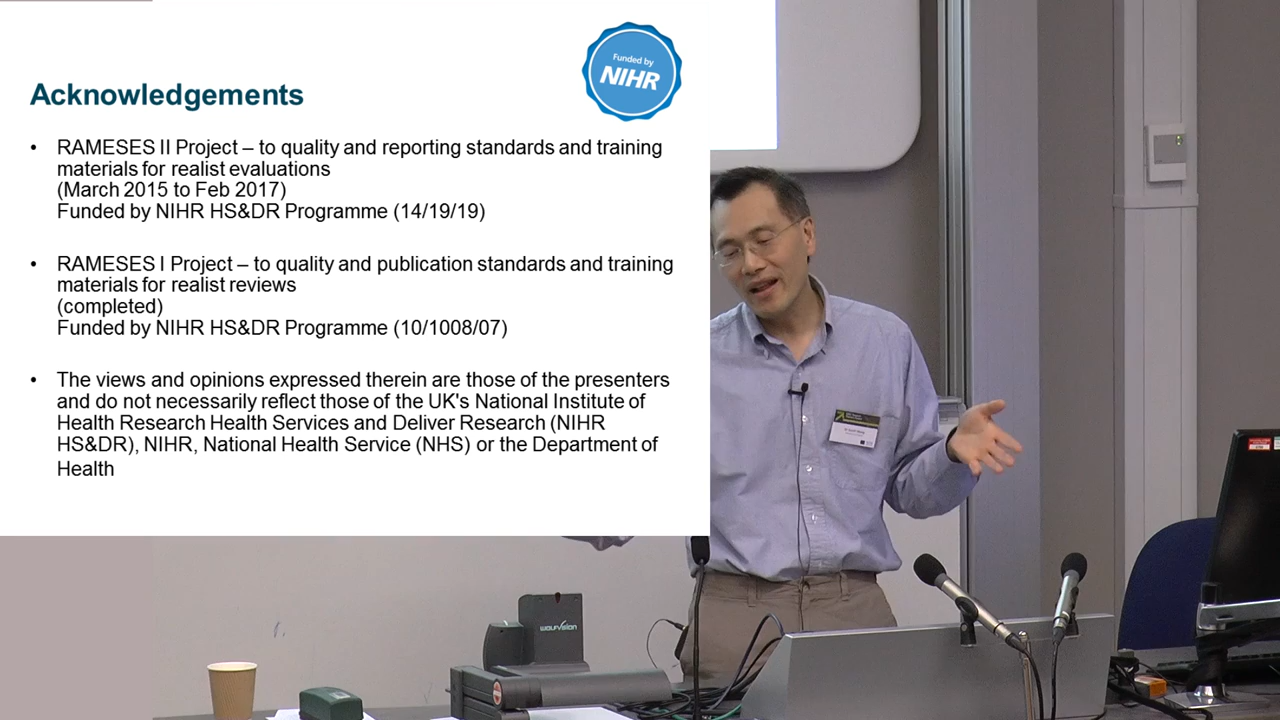 Funded by
NIHR
Acknowledgements
• RAMESES II Project – to quality and reporting standards and training
materials for realist evaluations
(March 2015 to Feb 2017)
Funded by NIHR HS&DR Programme (14/19/19)
• RAMESES I Project – to quality and publication standards and training
materials for realist reviews
(completed)
Funded by NIHR HS&DR Programme (10/1008/07)
• The views and opinions expressed therein are those of the presenters
and do not necessarily reflect those of the UK's National Institute of
Health Research Health Services and Deliver Research (NIHR
HS&DR), NIHR, National Health Service (NHS) or the Department of
Health
WOLFVISION